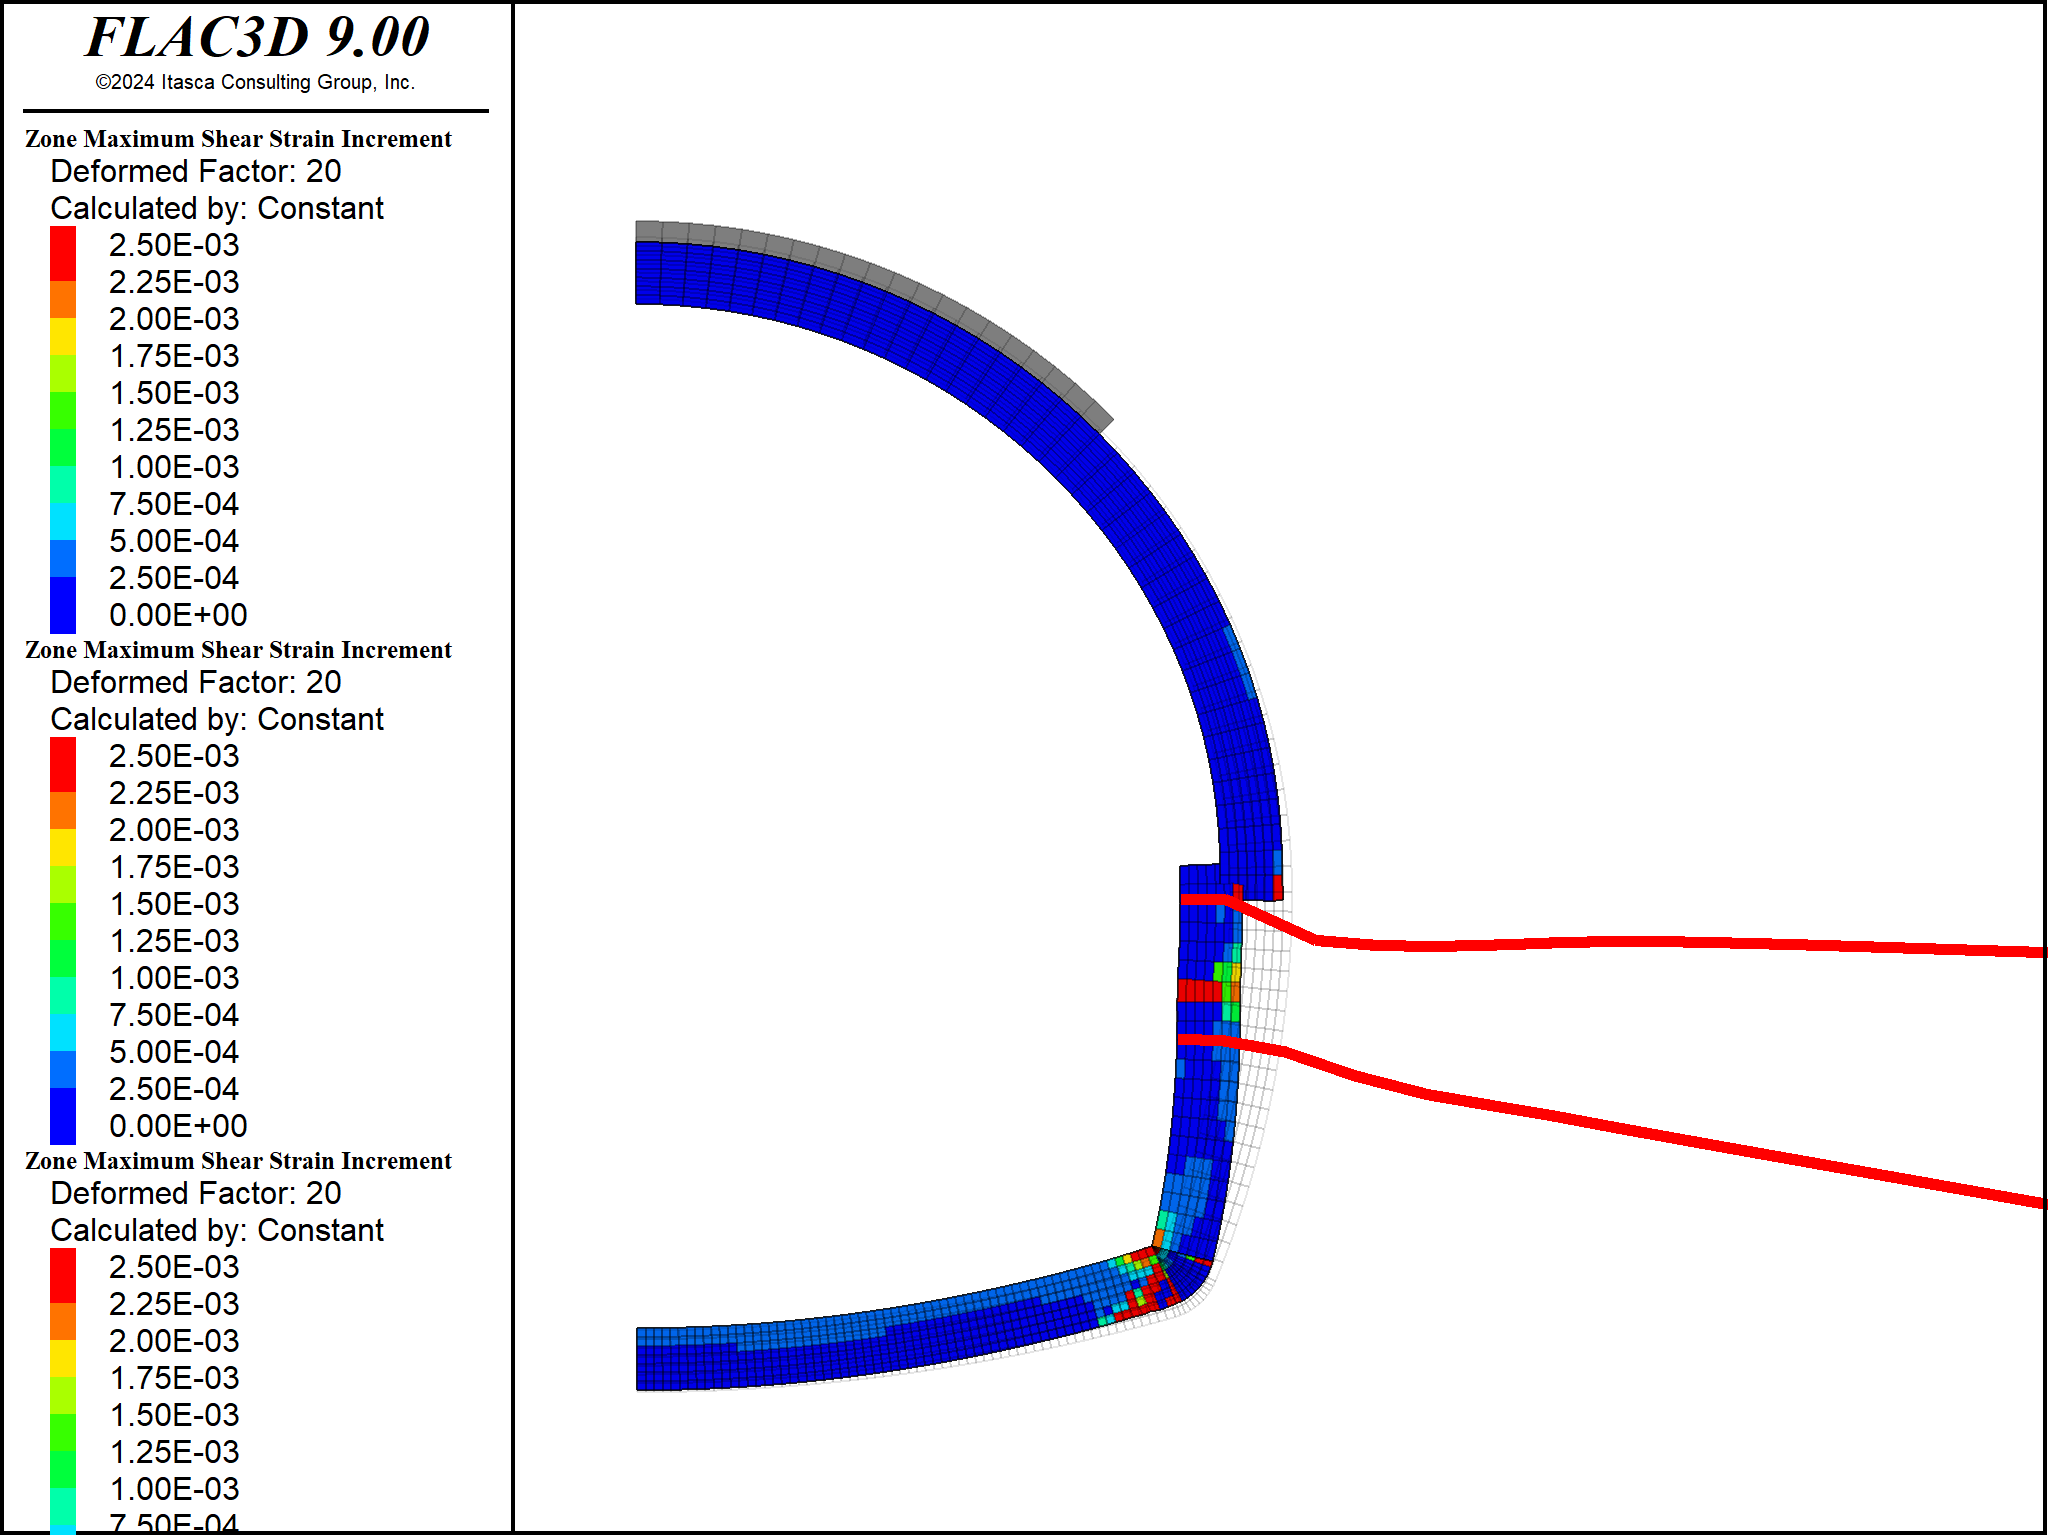 FLAC3D 9.00
©2024 Itasca Consulting Group, Inc.
Zone Maximum Shear Strain Increment
Deformed Factor: 20
Calculated by: Constant
2.50E-03
2.25E-03
2.00E-03
1.75E-03
1.50E-03
1.25E-03
1.00E-03
7.50E-04
5.00E-04
2.50E-04
0.00E+00
Zone Maximum Shear Strain Increment
Deformed Factor: 20
Calculated by: Constant
2.50E-03
2.25E-03
2.00E-03
1.75E-03
1.50E-03
1.25E-03
1.00E-03
7.50E-04
5.00E-04
2.50E-04
0.00E+00
Zone Maximum Shear Strain Increment
Deformed Factor: 20
Calculated by: Constant
2.50E-03
2.25E-03
2.00E-03
1.75E-03
1.50E-03
1.25E-03
1.00E-03
7.50E-04